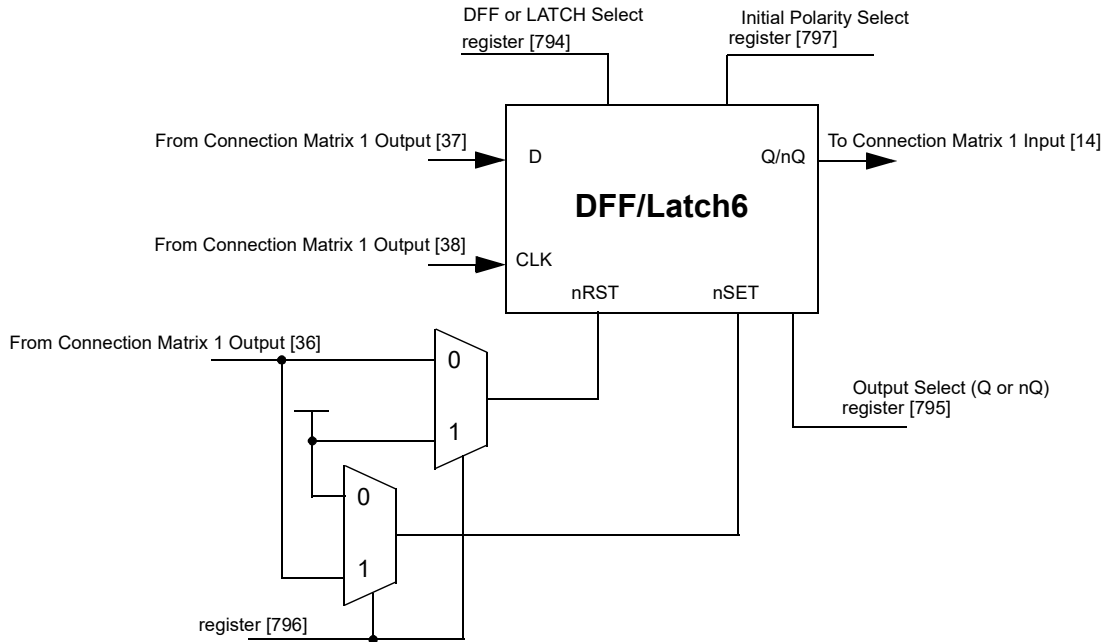 DFF or LATCH Select
register [794]
Initial Polarity Select
register [797]
From Connection Matrix 1 Output [37]
D
Q/nQ
To Connection Matrix 1 Input [14]
DFF/Latch6
From Connection Matrix 1 Output [38]
CLK
nRST
nSET
From Connection Matrix 1 Output [36]
0
1
Output Select (Q or nQ)
register [795]
0
1
register [796]